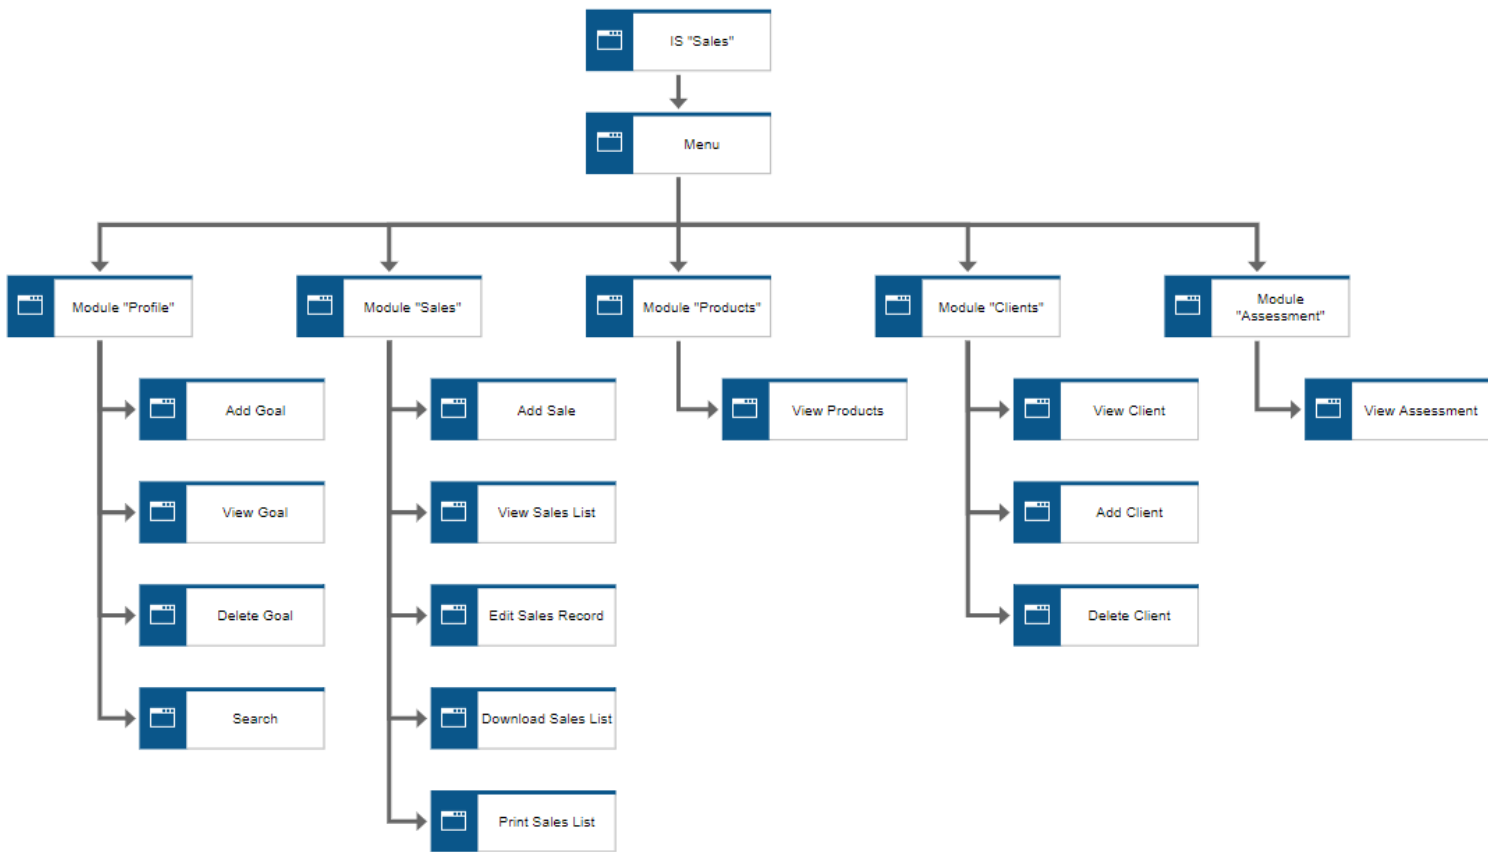 IS "Sales"
Menu
Module "Profile"
Module "Sales"
Module "Products"
Module "Clients"
Module
"Assessment"
Add Goal
Add Sale
View Products
View Client
View Assessment
View Goal
View Sales List
Add Client
Delete Goal
Edit Sales Record
Delete Client
Search
Download Sales List
Print Sales List